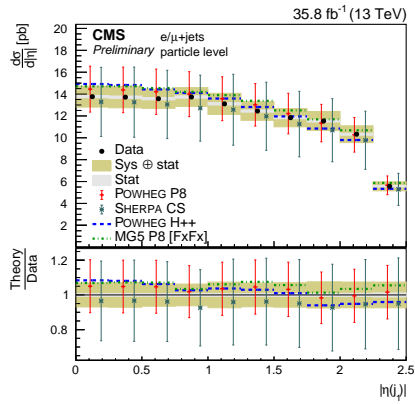 35.8 fb⁻¹ (13 TeV)
dσ/d|η| [pb]
CMS
Preliminary
e/μ+jets
particle level
22
20
18
16
14
12
10
8
6
4
2
0
Data
Sys ⊕ stat
Stat
POWHEG P8
SHERPA CS
POWHEG H++
MG5 P8 [FxFx]
Theory/Data
1.2
1
0.8
0 0.5 1 1.5 2 2.5